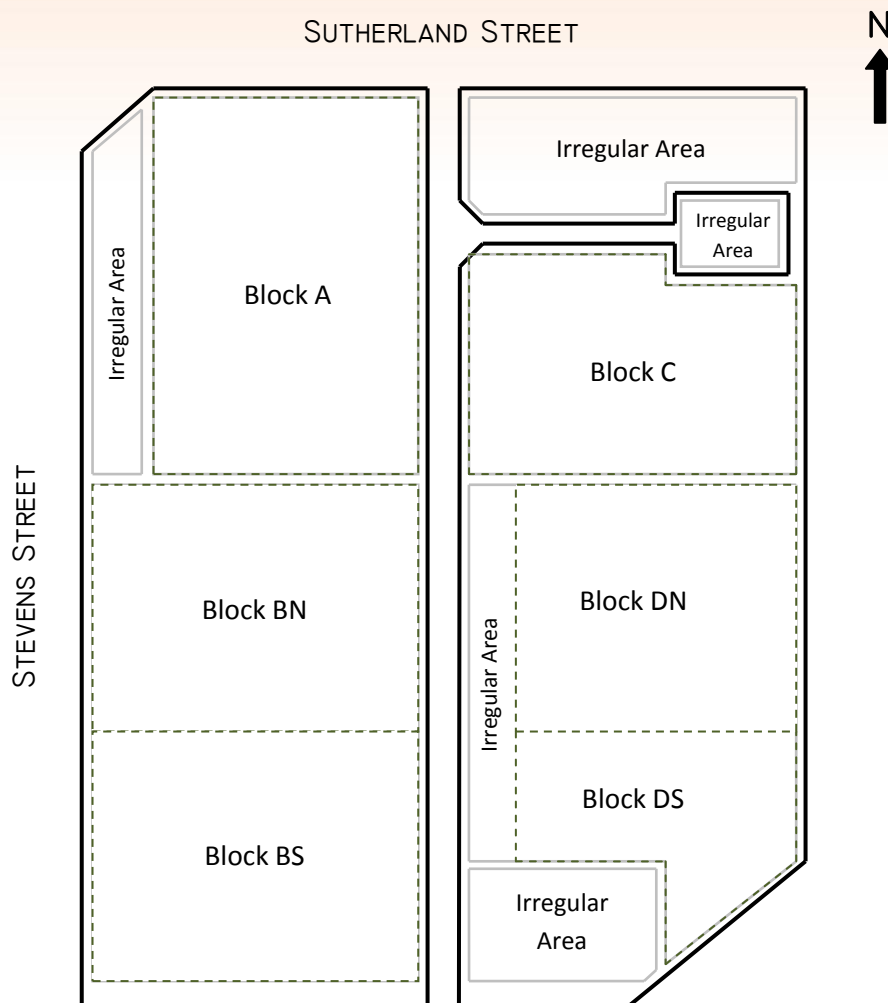 SUTHERLAND STREET
N
Irregular Area
Irregular
Area
Block A
Irregular Area
Block C
STEVENS STREET
Block BN
Block DN
Irregular Area
Block DS
Block BS
Irregular
Area